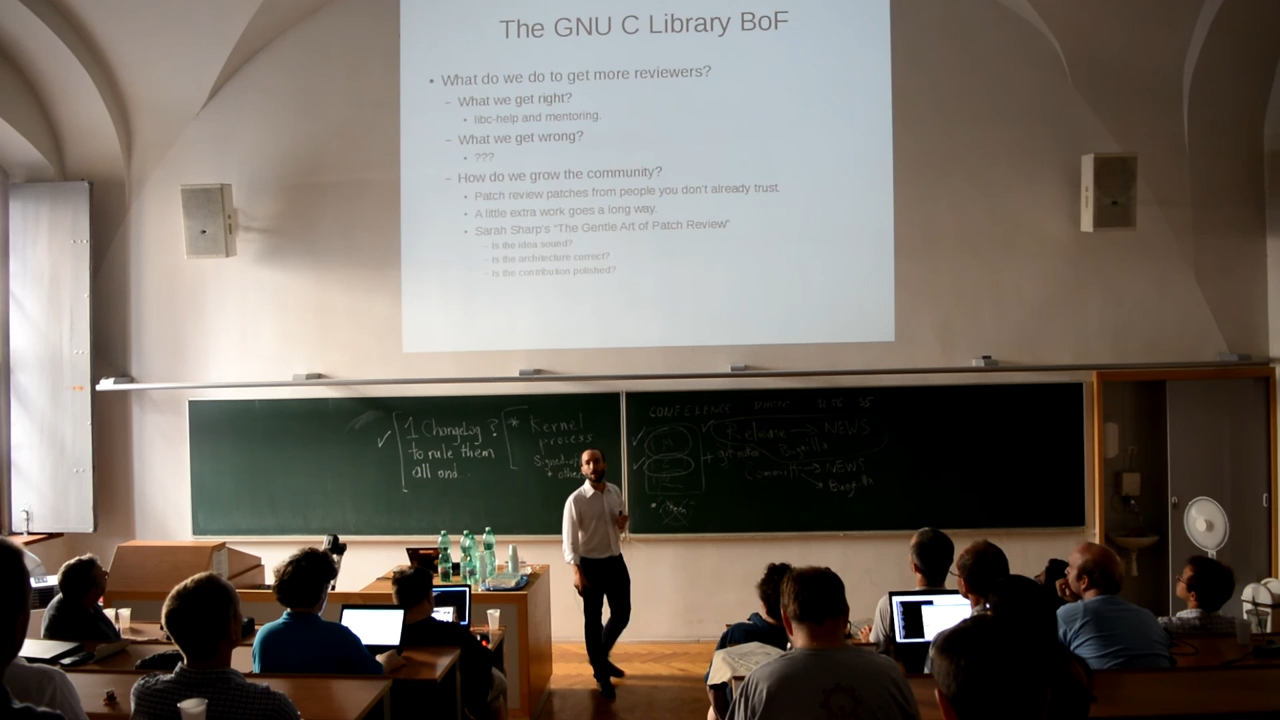 The GNU C Library BoF
• What do we do to get more reviewers?
– What we get right?
• libc-help and mentoring.
– What we get wrong?
• ???
– How do we grow the community?
• Patch review patches from people you don't already trust.
• A little extra work goes a long way.
• Sarah Sharp's "The Gentle Art of Patch Review"
– Is the idea sound?
– Is the architecture correct?
– Is the contribution polished?
1 ChangeLog ?
to rule them
all and...
* Kernel
process
Signed-of
+ othe
CONFERENCE
Release → NEWS
Bugzilla
Commit → NEWS